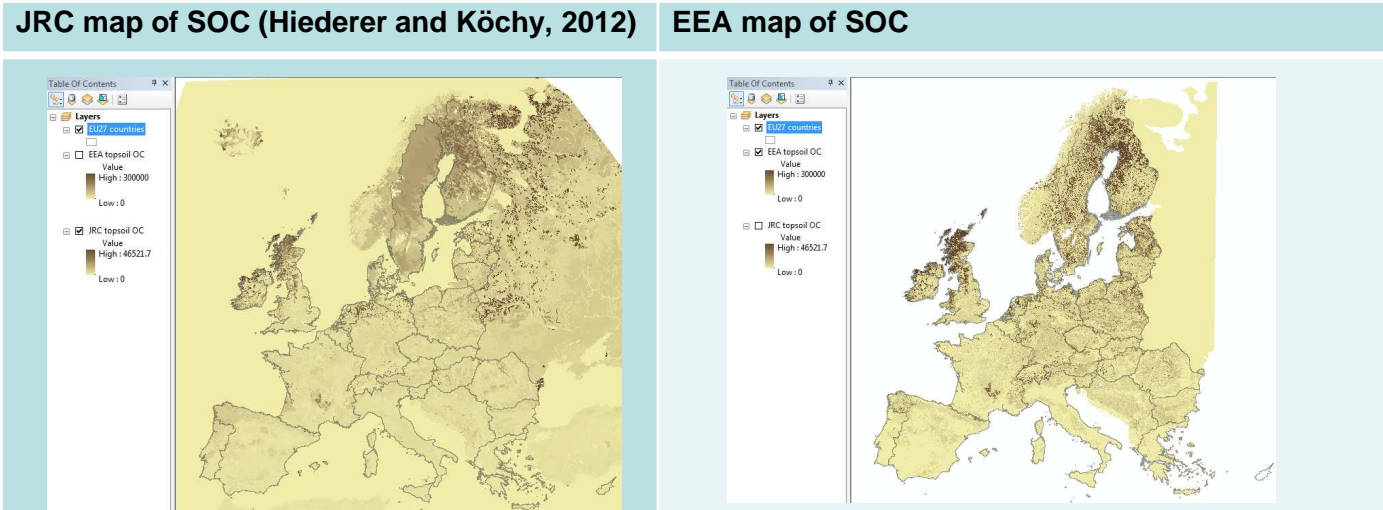 JRC map of SOC (Hiederer and Köchy, 2012)
EEA map of SOC
Table Of Contents
Layers
EU27 countries
EEA topsoil OC
Value
High : 300000
Low : 0
JRC topsoil OC
Value
High : 46521.7
Low : 0
Table Of Contents
Layers
EU27 countries
EEA topsoil OC
Value
High : 300000
Low : 0
JRC topsoil OC
Value
High : 46521.7
Low : 0